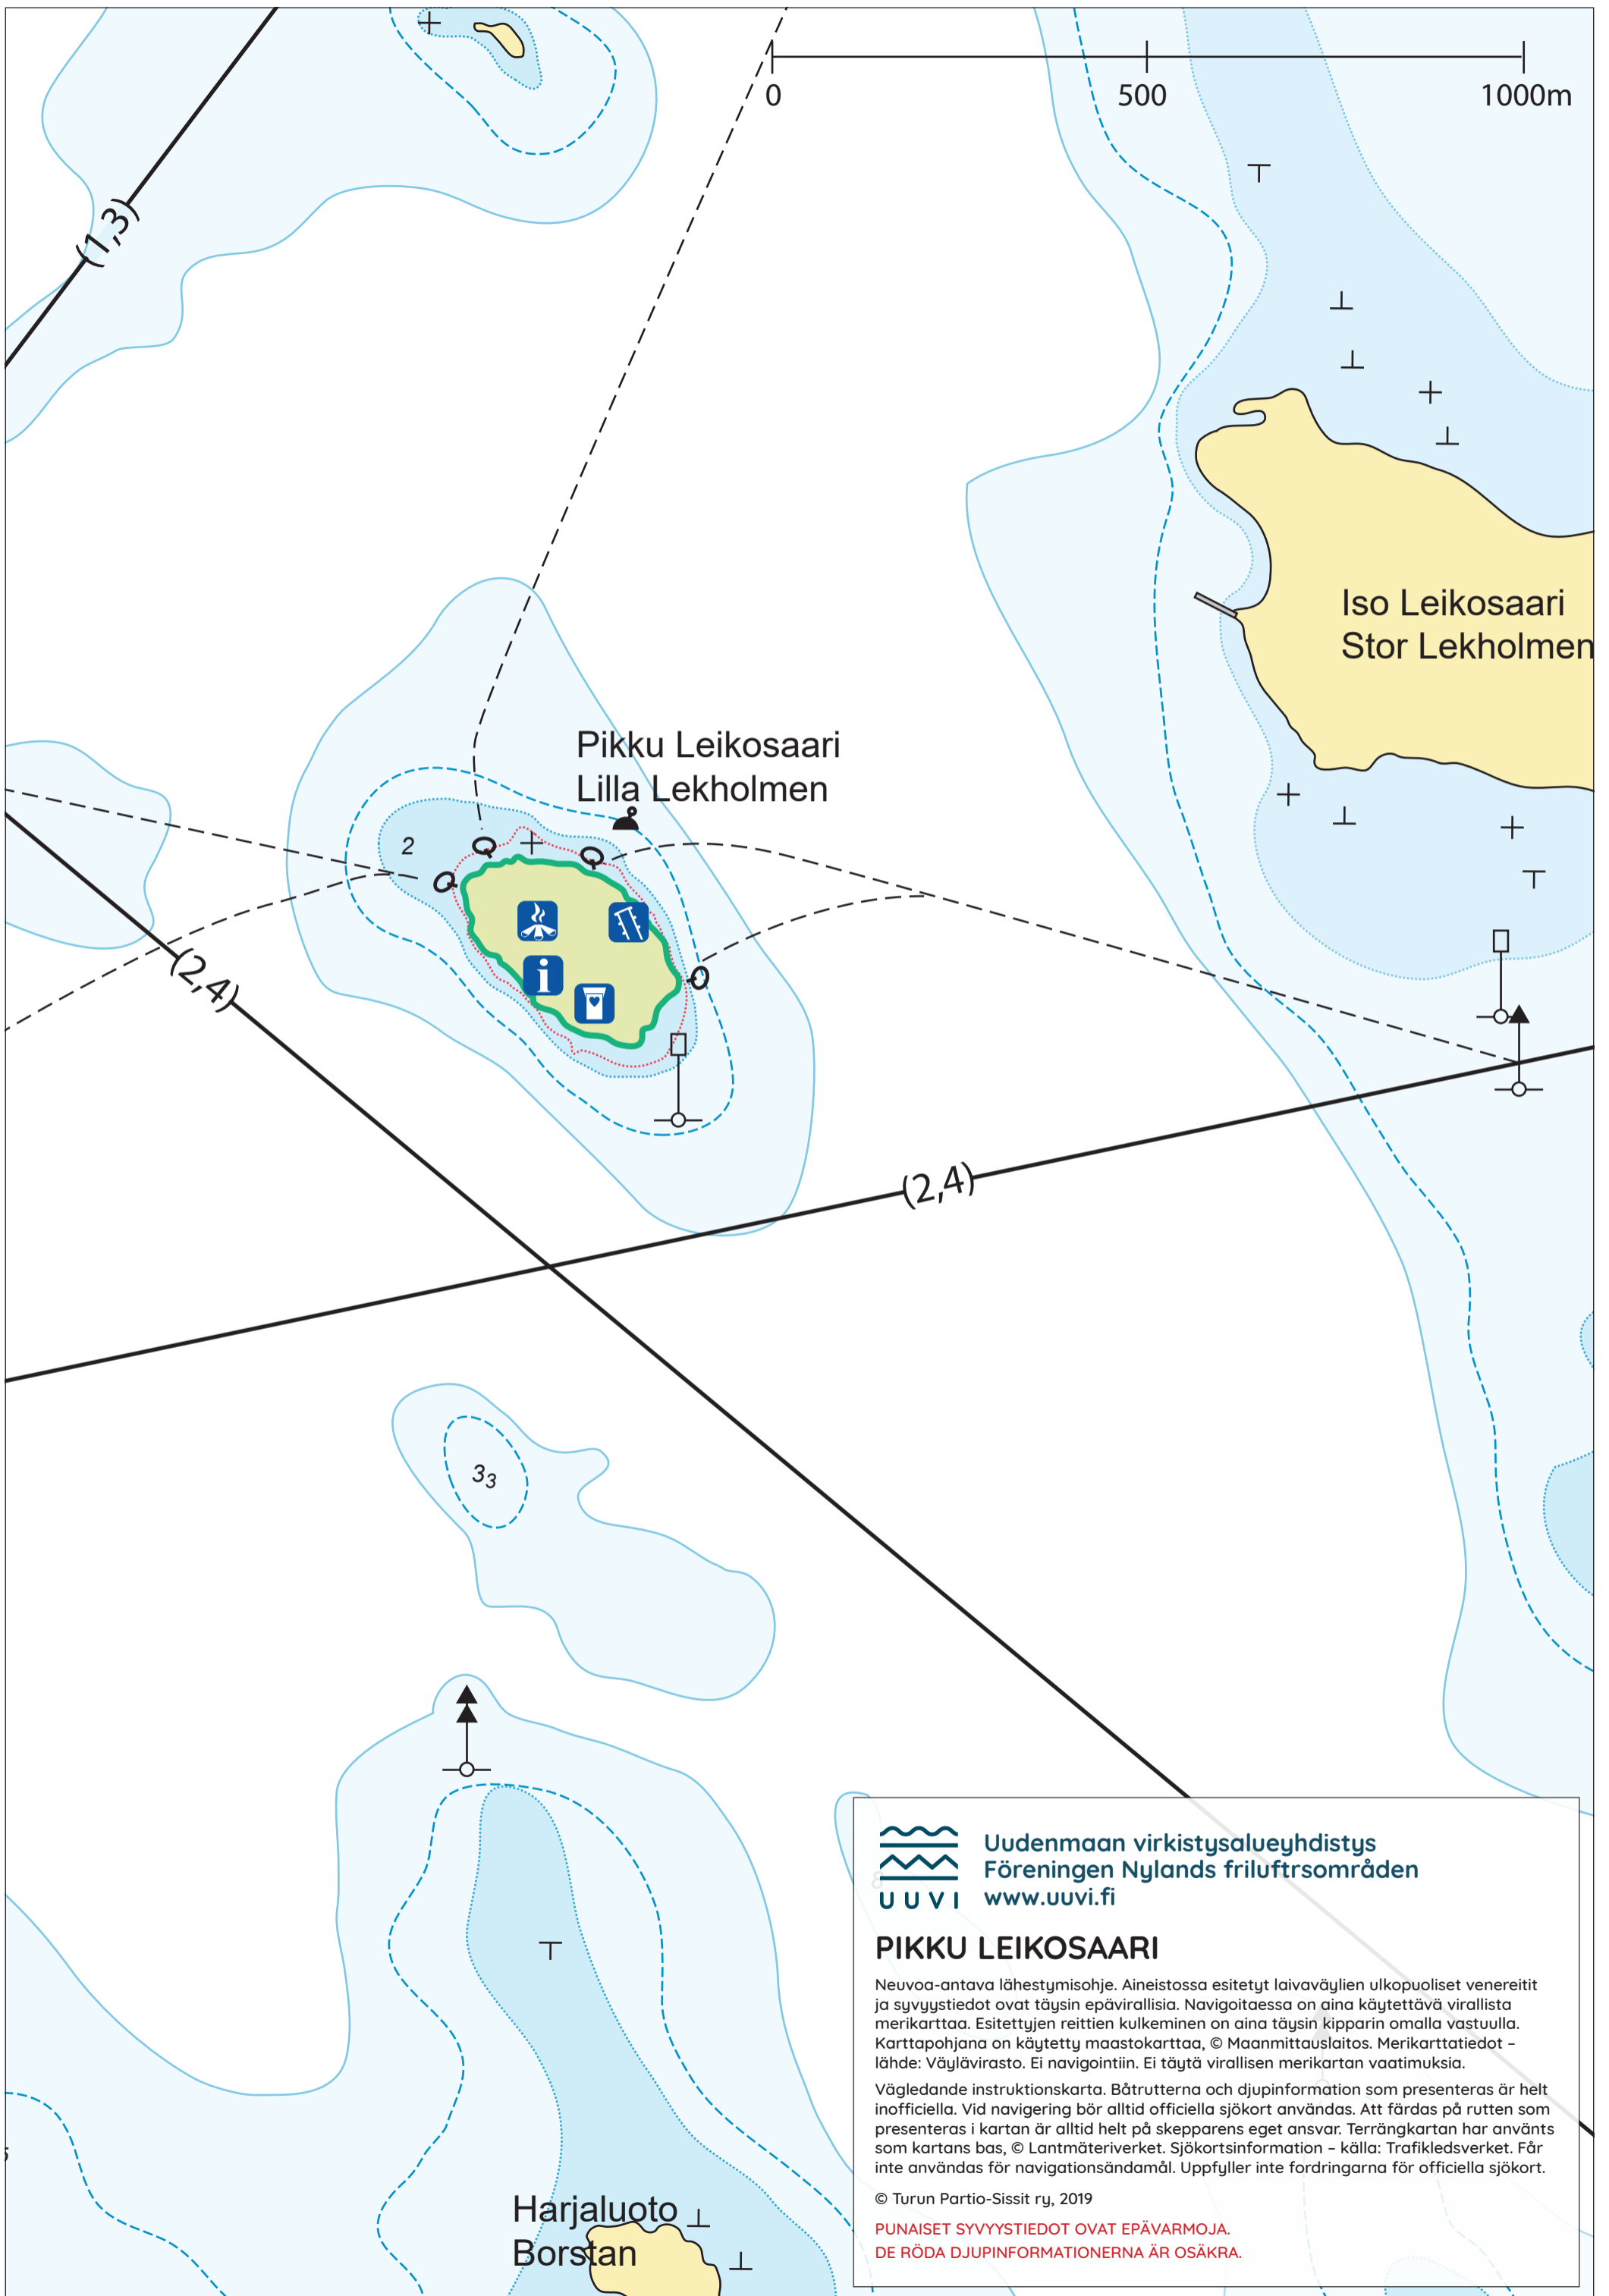 0
500
1000m
(1,3)
Iso Leikosaari
Stor Lekholmen
Pikku Leikosaari
Lilla Lekholmen
2
(2,4)
(2,4)
3₃
Uudenmaan virkistysalueyhdistys
Föreningen Nylands friluftrsområden
www.uuvi.fi
UUVI
8
PIKKU LEIKOSAARI
Neuvoa-antava lähestymisohje. Aineistossa esitetyt laivaväylien ulkopuoliset venereitit
ja syvyystiedot ovat täysin epävirallisia. Navigoitaessa on aina käytettävä virallista
merikarttaa. Esitettyjen reittien kulkeminen on aina täysin kipparin omalla vastuulla.
Karttapohjana on käytetty maastokarttaa, © Maanmittauslaitos. Merikarttatiedot –
lähde: Väylävirasto. Ei navigointiin. Ei täytä virallisen merikartan vaatimuksia.
Vägledande instruktionskarta. Båtrutterna och djupinformation som presenteras är helt
inofficiella. Vid navigering bör alltid officiella sjökort användas. Att färdas på rutten som
presenteras i kartan är alltid helt på skepparens eget ansvar. Terrängkartan har använts
som kartans bas, © Lantmäteriverket. Sjökortsinformation – källa: Trafikledsverket. Får
inte användas för navigationsändamål. Uppfyller inte fordringarna för officiella sjökort.
© Turun Partio-Sissit ry, 2019
PUNAISET SYVYYSTIEDOT OVAT EPÄVARMOJA.
DE RÖDA DJUPINFORMATIONERNA ÄR OSÄKRA.
Harjaluoto
Borstan